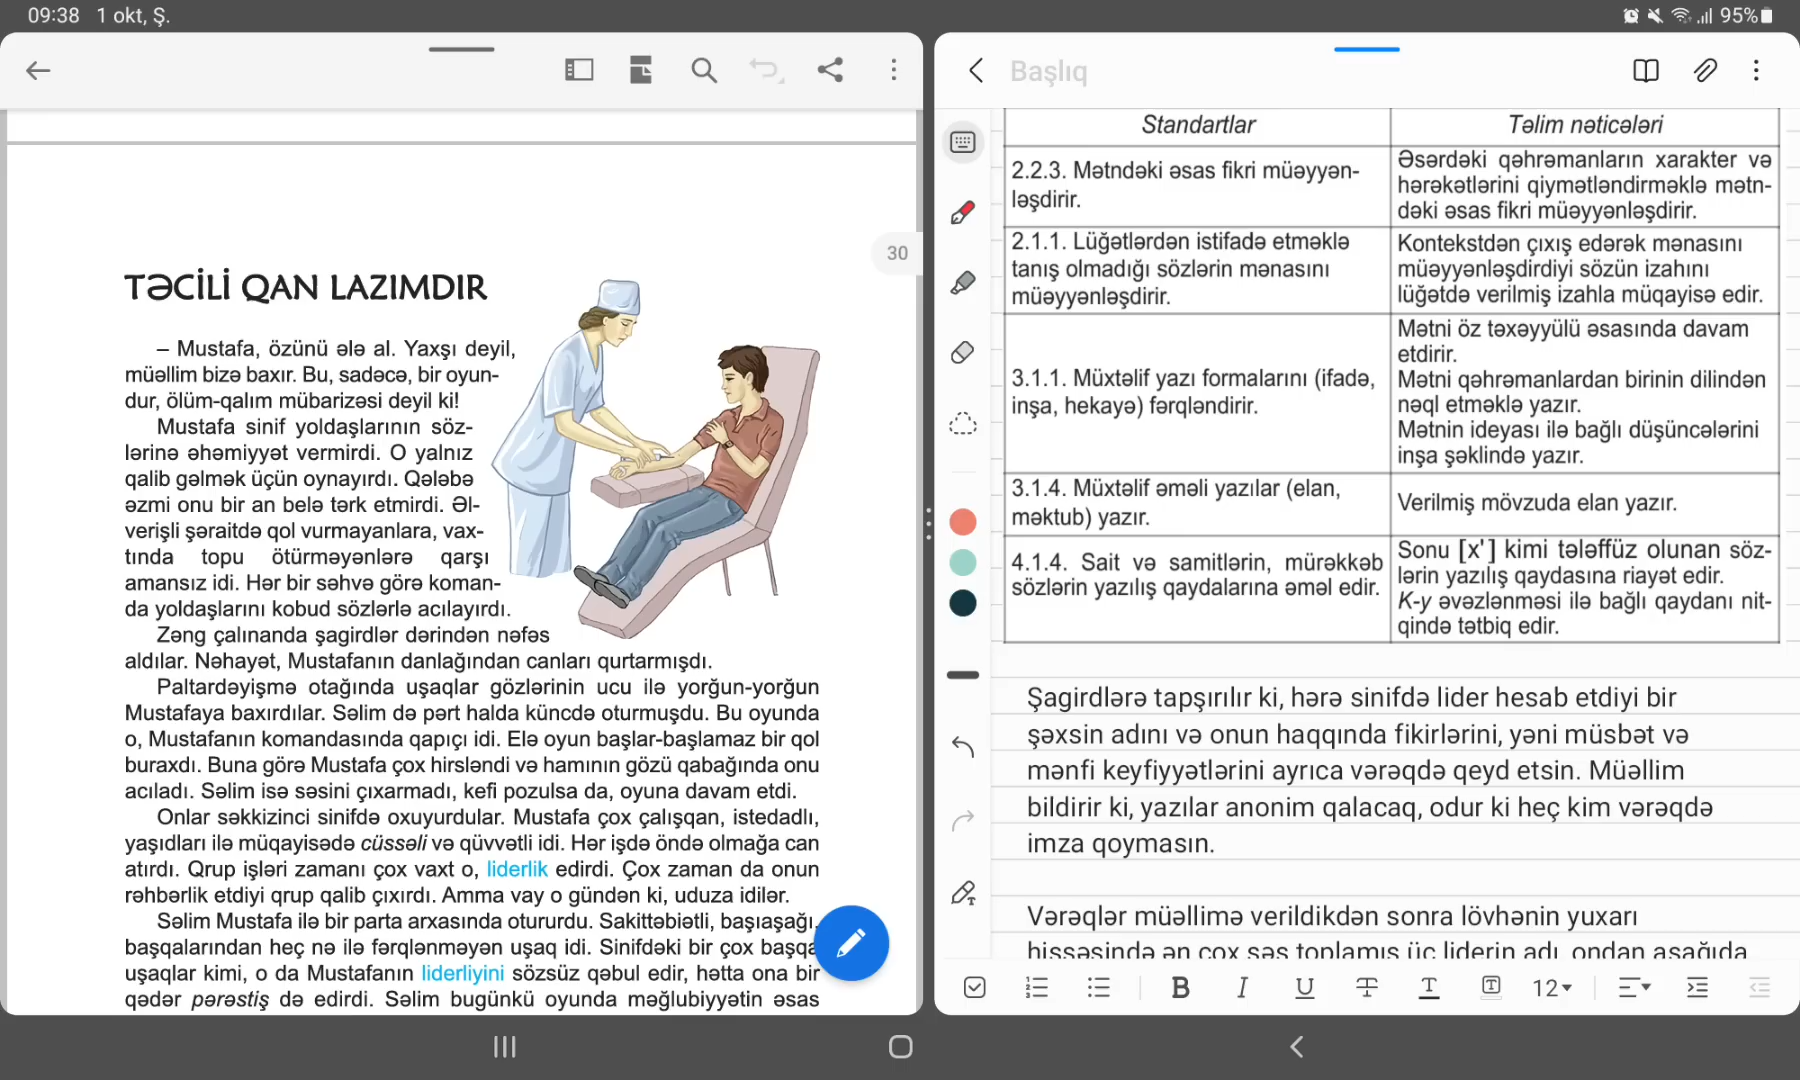 09:38 1 okt, Ş.
95%
30
TƏCİLİ QAN LAZIMDIR
– Mustafa, özünü ələ al. Yaxşı deyil,
müəllim bizə baxır. Bu, sadəcə, bir oyun-
dur, ölüm-qalım mübarizəsi deyil ki!
Mustafa sinif yoldaşlarının söz-
lərinə əhəmiyyət vermirdi. O yalnız
qalib gəlmək üçün oynayırdı. Qələbə
əzmi onu bir an belə tərk etmirdi. Əl-
verişli şəraitdə qol vurmayanlara, vax-
tında topu ötürməyənlərə qarşı
amansız idi. Hər bir səhvə görə koman-
da yoldaşlarını kobud sözlərlə acılayırdı.
Zəng çalınanda şagirdlər dərindən nəfəs
aldılar. Nəhayət, Mustafanın danlağından canları qurtarmışdı.
Paltardəyişmə otağında uşaqlar gözlərinin ucu ilə yorğun-yorğun
Mustafaya baxırdılar. Səlim də pərt halda küncdə oturmuşdu. Bu oyunda
o, Mustafanın komandasında qapıçı idi. Elə oyun başlar-başlamaz bir qol
buraxdı. Buna görə Mustafa çox hirsləndi və hamının gözü qabağında onu
acıladı. Səlim isə səsini çıxarmadı, kefi pozulsa da, oyuna davam etdi.
Onlar səkkizinci sinifdə oxuyurdular. Mustafa çox çalışqan, istedadlı,
yaşıdları ilə müqayisədə cüssəli və qüvvətli idi. Hər işdə öndə olmağa can
atırdı. Qrup işləri zamanı çox vaxt o, liderlik edirdi. Çox zaman da onun
rəhbərlik etdiyi qrup qalib çıxırdı. Amma vay o gündən ki, uduza idilər.
Səlim Mustafa ilə bir parta arxasında otururdu. Sakittəbiətli, başıaşağı,
başqalarından heç nə ilə fərqlənməyən uşaq idi. Sinifdəki bir çox başqa
uşaqlar kimi, o da Mustafanın liderliyini sözsüz qəbul edir, hətta ona bir
qədər pərəstiş də edirdi. Səlim bugünkü oyunda məğlubiyyətin əsas
Başlıq
Standartlar
Təlim nəticələri
2.2.3. Mətndəki əsas fikri müəyyən-
ləşdirir.
Əsərdəki qəhrəmanların xarakter və
hərəkətlərini qiymətləndirməklə mətn-
dəki əsas fikri müəyyənləşdirir.
2.1.1. Lüğətlərdən istifadə etməklə
tanış olmadığı sözlərin mənasını
müəyyənləşdirir.
Kontekstdən çıxış edərək mənasını
müəyyənləşdirdiyi sözün izahını
lüğətdə verilmiş izahla müqayisə edir.
3.1.1. Müxtəlif yazı formalarını (ifadə,
inşa, hekayə) fərqləndirir.
Mətni öz təxəyyülü əsasında davam
etdirir.
Mətni qəhrəmanlardan birinin dilindən
nəql etməklə yazır.
Mətnin ideyası ilə bağlı düşüncələrini
inşa şəklində yazır.
3.1.4. Müxtəlif əməli yazılar (elan,
məktub) yazır.
Verilmiş mövzuda elan yazır.
4.1.4. Sait və samitlərin, mürəkkəb
sözlərin yazılış qaydalarına əməl edir.
Sonu [x'] kimi tələffüz olunan söz-
lərin yazılış qaydasına riayət edir.
K-y əvəzlənməsi ilə bağlı qaydanı nit-
qində tətbiq edir.
Şagirdlərə tapşırılır ki, hərə sinifdə lider hesab etdiyi bir
şəxsin adını və onun haqqında fikirlərini, yəni müsbət və
mənfi keyfiyyətlərini ayrıca vərəqdə qeyd etsin. Müəllim
bildirir ki, yazılar anonim qalacaq, odur ki heç kim vərəqdə
imza qoymasın.
Vərəqlər müəllimə verildikdən sonra lövhənin yuxarı
hissəsində ən çox səs toplamış üç liderin adı, ondan aşağıda
B I U T T T 12